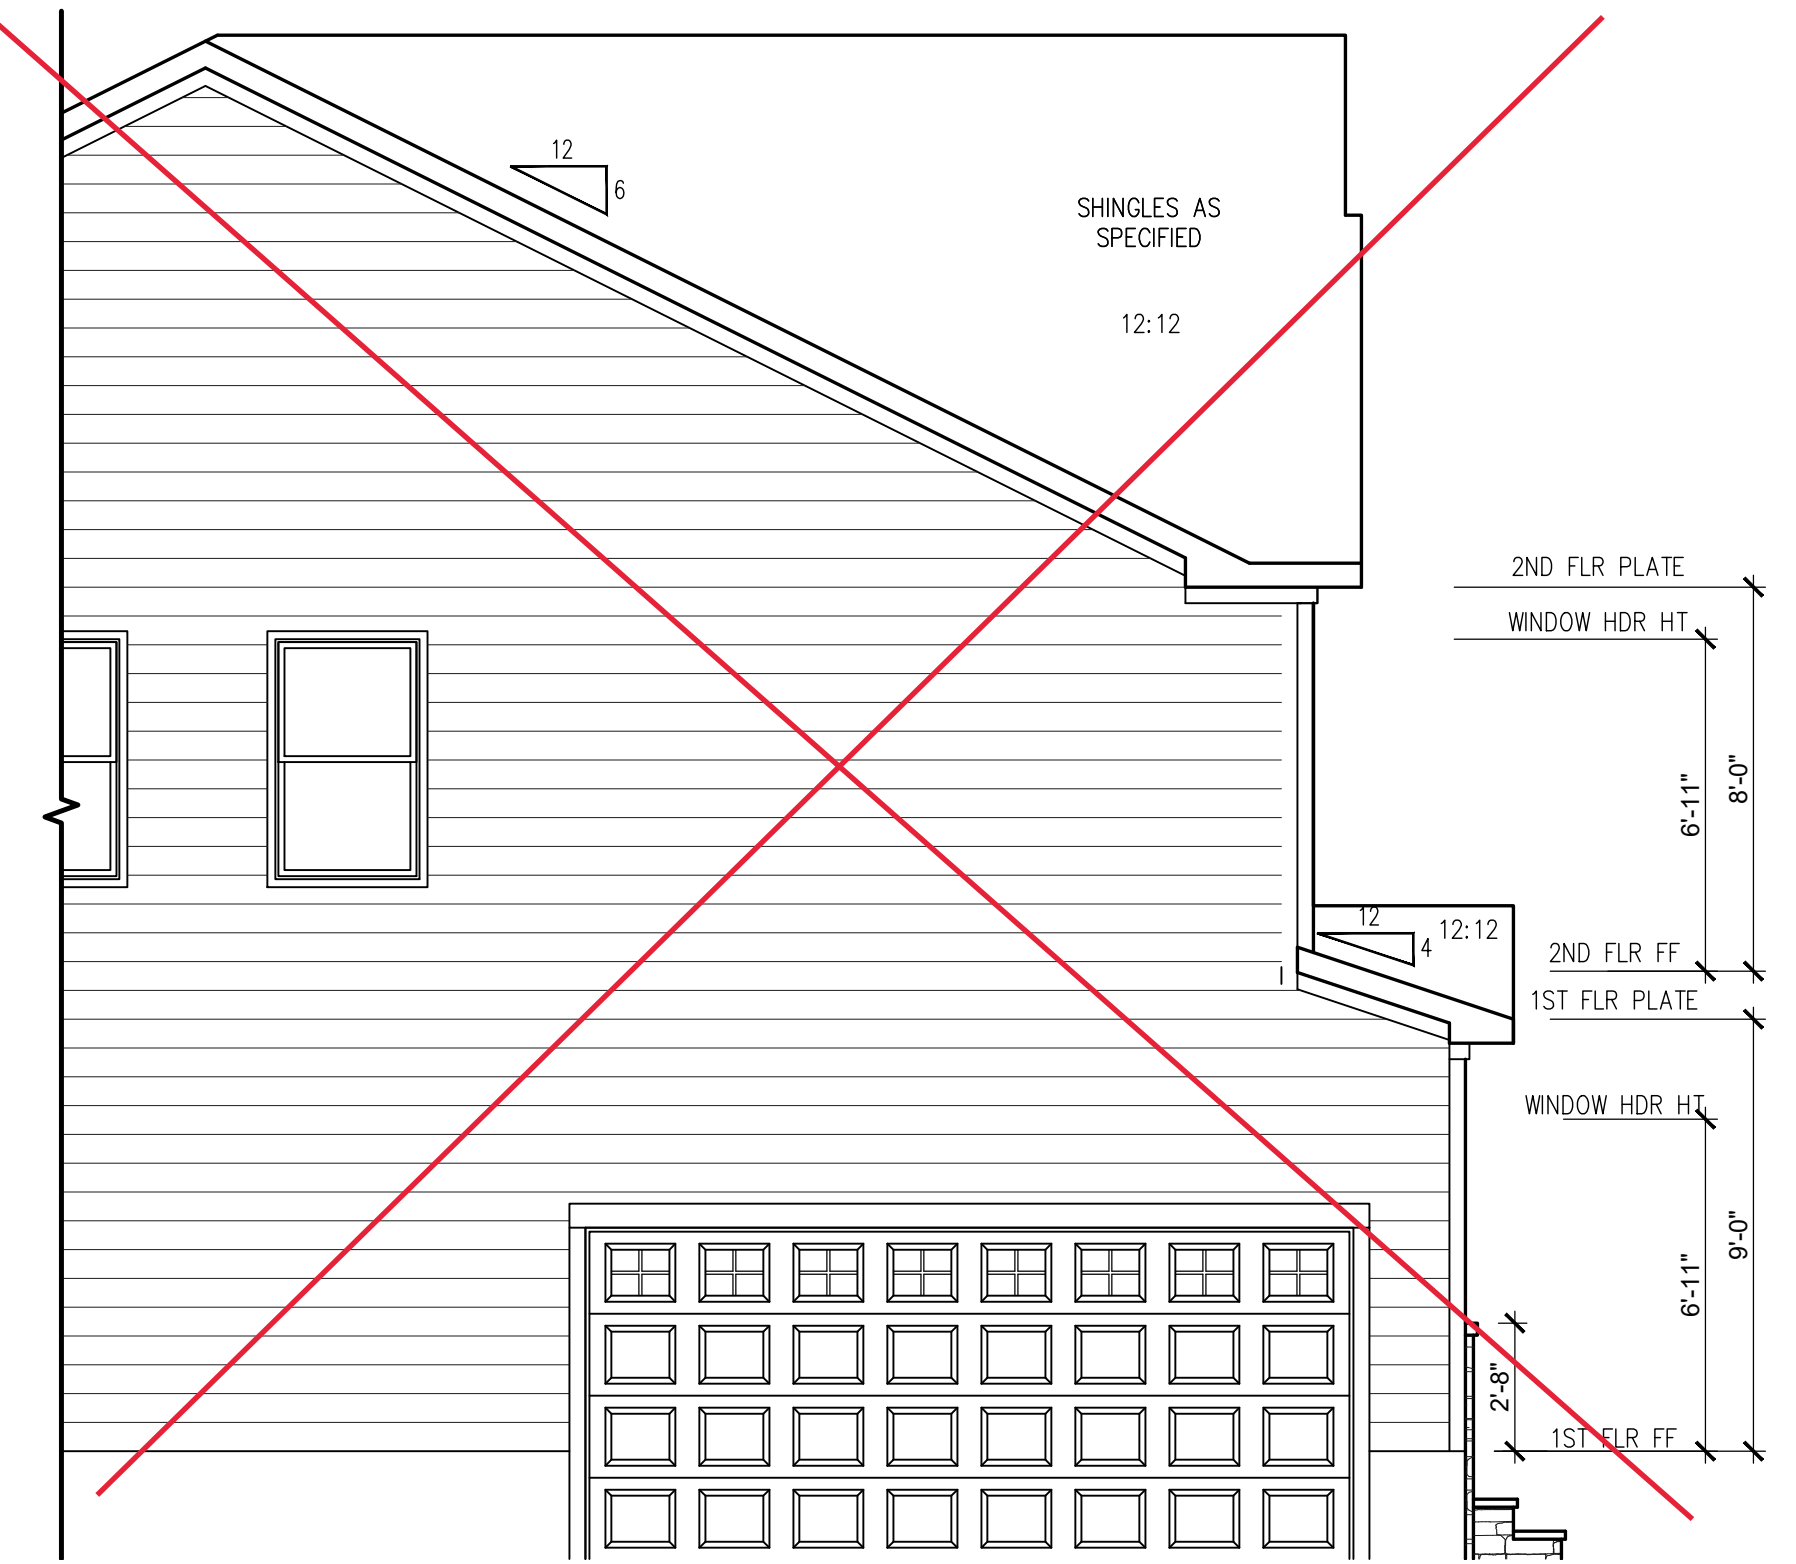 12
6
SHINGLES AS
SPECIFIED
12:12
2ND FLR PLATE
WINDOW HDR HT
6'-11"
8'-0"
12
4
12:12
2ND FLR FF
1ST FLR PLATE
WINDOW HDR HT
6'-11"
9'-0"
2'-8"
1ST FLR FF